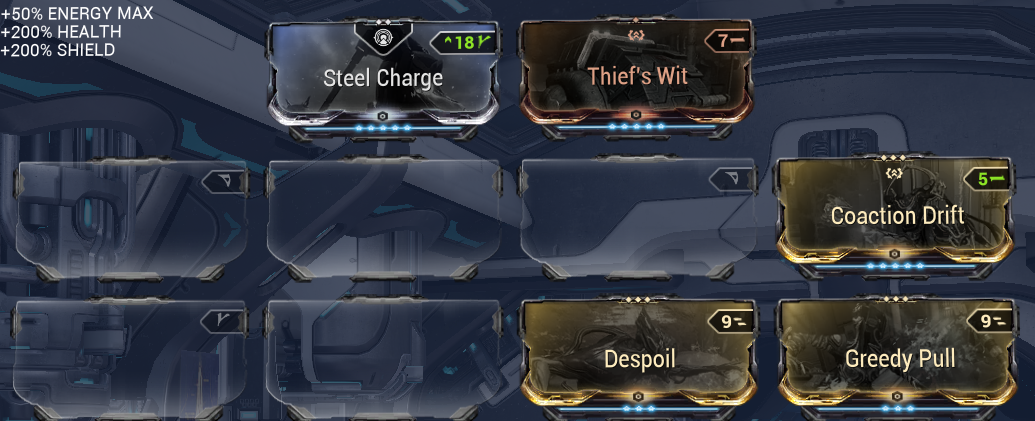 +50% ENERGY MAX
+200% HEALTH
+200% SHIELD
18
Steel Charge
7
Thief's Wit
5
Coaction Drift
9
Despoil
9
Greedy Pull